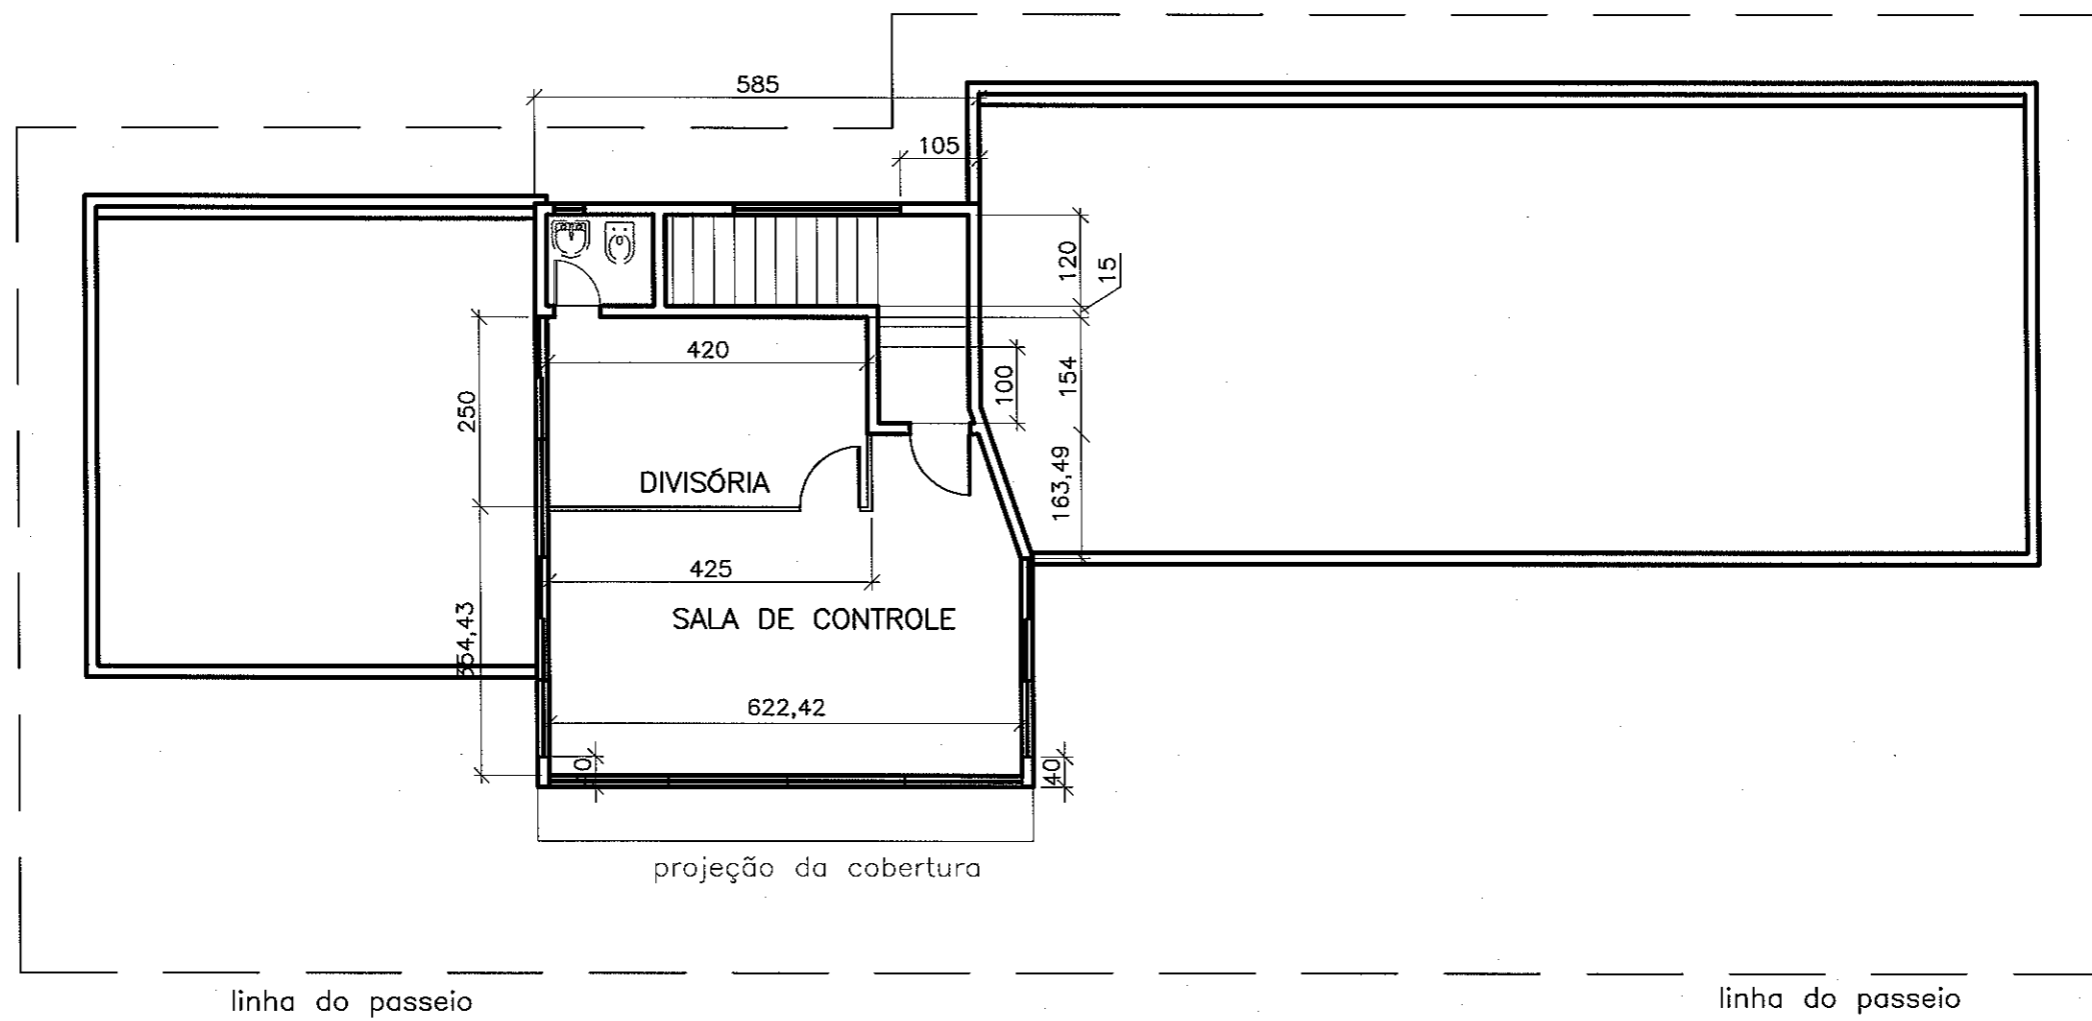 585
105
120
15
420
154
100
250
DIVISÓRIA
163,49
425
354,43
SALA DE CONTROLE
622,42
40
projeção da cobertura
linha do passeio
linha do passeio